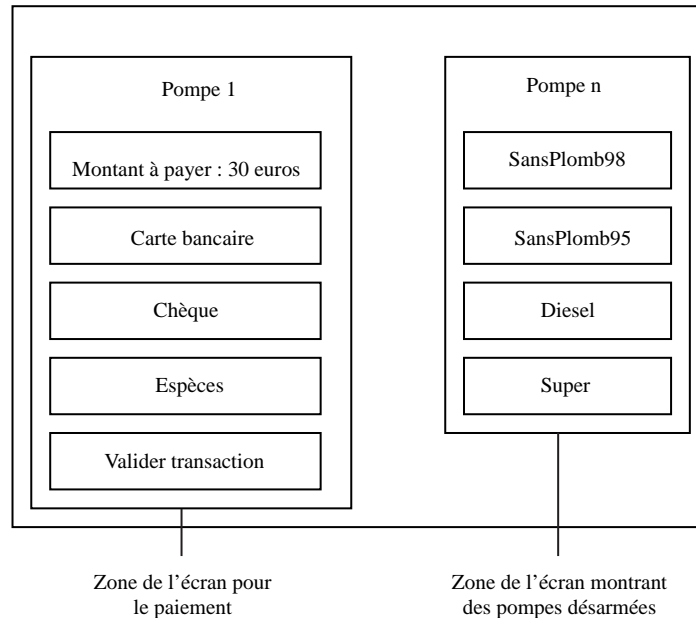 Pompe 1
Montant à payer : 30 euros
Carte bancaire
Chèque
Espèces
Valider transaction
Pompe n
SansPlomb98
SansPlomb95
Diesel
Super
Zone de l’écran pour
le paiement
Zone de l’écran montrant
des pompes désarmées